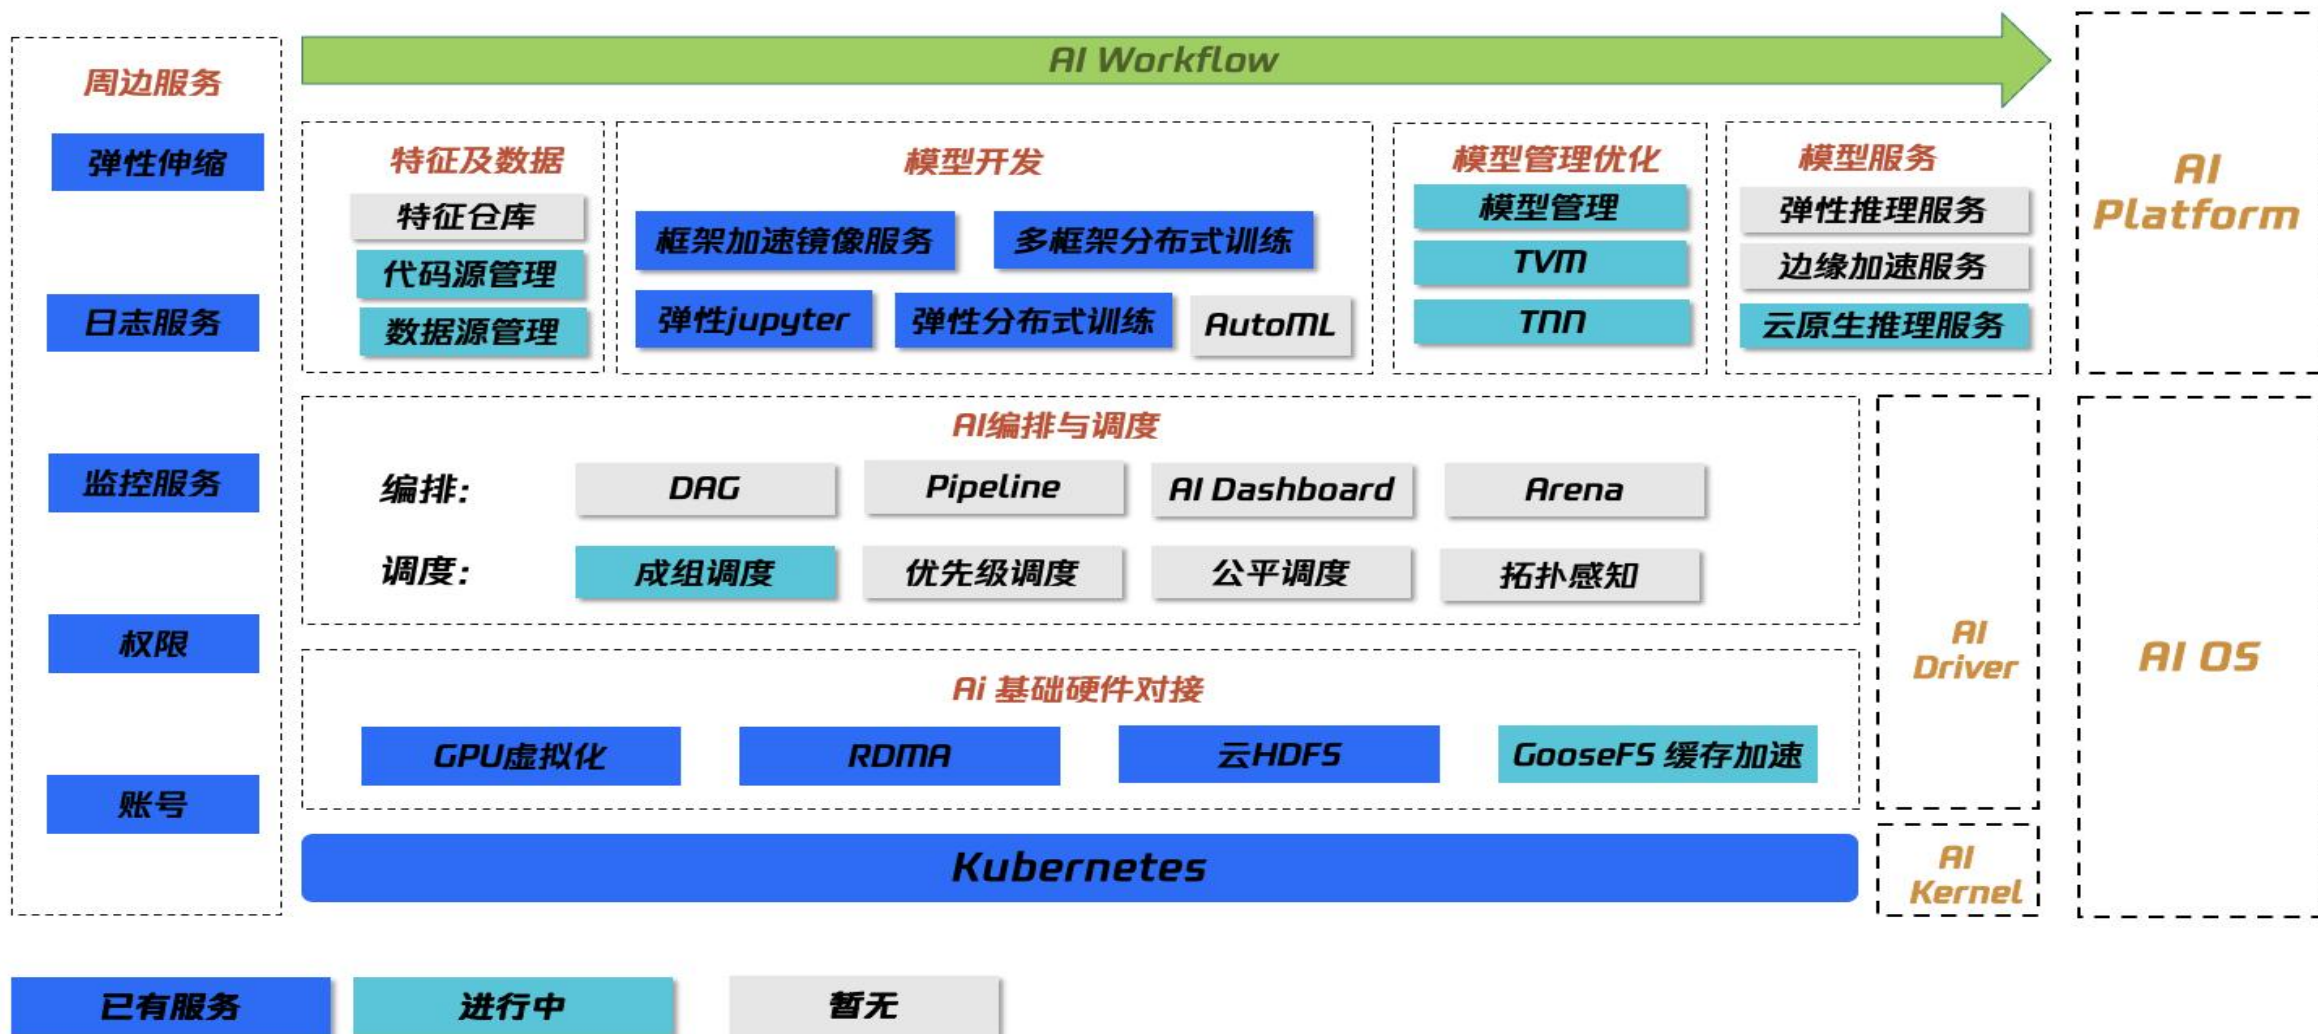 周边服务
弹性伸缩
日志服务
监控服务
权限
账号
AI Workflow
特征及数据
特征仓库
代码源管理
数据源管理
模型开发
框架加速镜像服务
多框架分布式训练
弹性jupyter
弹性分布式训练
AutoML
模型管理优化
模型管理
TVM
TNN
模型服务
弹性推理服务
边缘加速服务
云原生推理服务
AI
Platform
AI编排与调度
编排:
DAG
Pipeline
AI Dashboard
Arena
调度:
成组调度
优先级调度
公平调度
拓扑感知
Ai 基础硬件对接
GPU虚拟化
RDMA
云HDFS
GooseFS 缓存加速
Kubernetes
AI
Driver
AI
Kernel
AI OS
已有服务
进行中
暂无